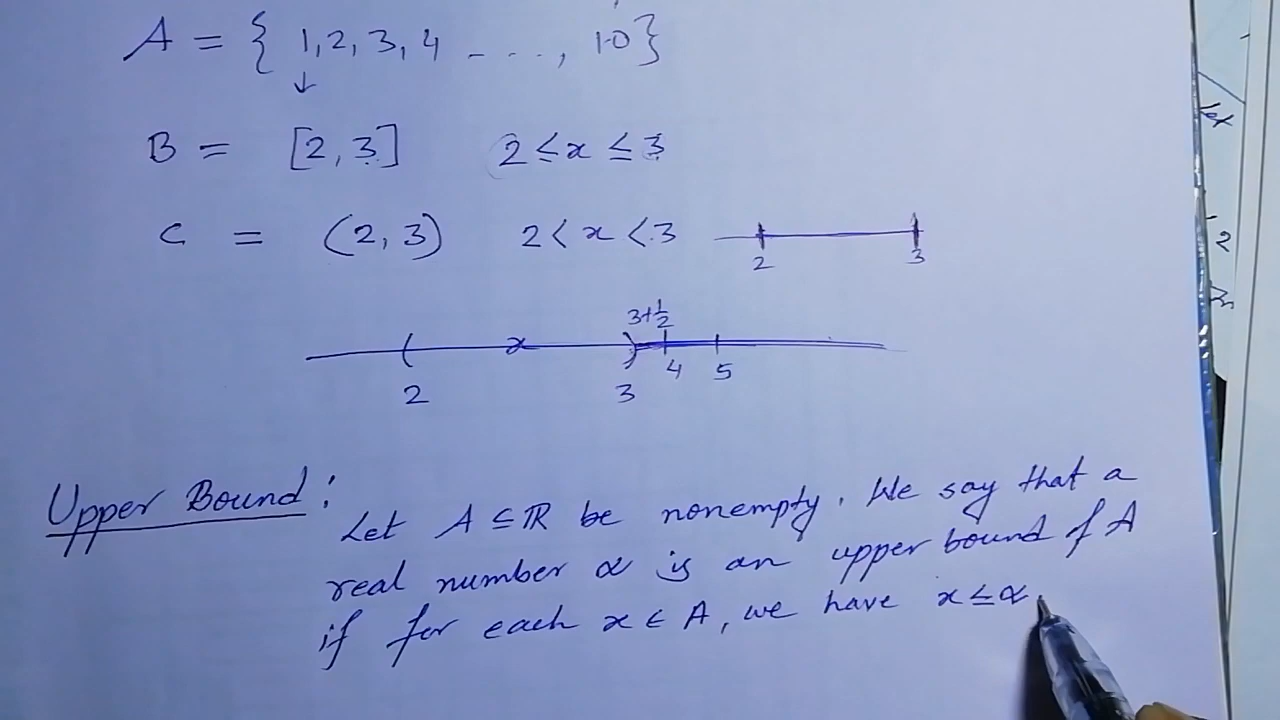 A = { 1, 2, 3, 4 - - . . ., 10 }
↓
B = [2, 3] 2 ≤ x ≤ 3
C = (2, 3) 2 < x < 3
2 3
3+1/2
( x )
2 3 4 5
Upper Bound :
Let A ⊆ ℝ be nonempty. We say that a
real number α is an upper bound of A
if for each x ∈ A, we have x ≤ α.